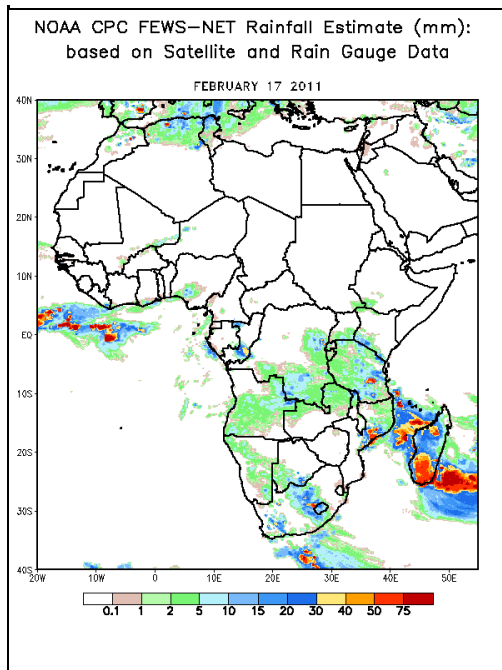 NOAA CPC FEWS-NET Rainfall Estimate (mm):
based on Satellite and Rain Gauge Data
FEBRUARY 17 2011
40N
30N
20N
10N
EQ
10S
20S
30S
40S
20W 10W 0 10E 20E 30E 40E 50E
0.1 1 2 5 10 15 20 30 40 50 75